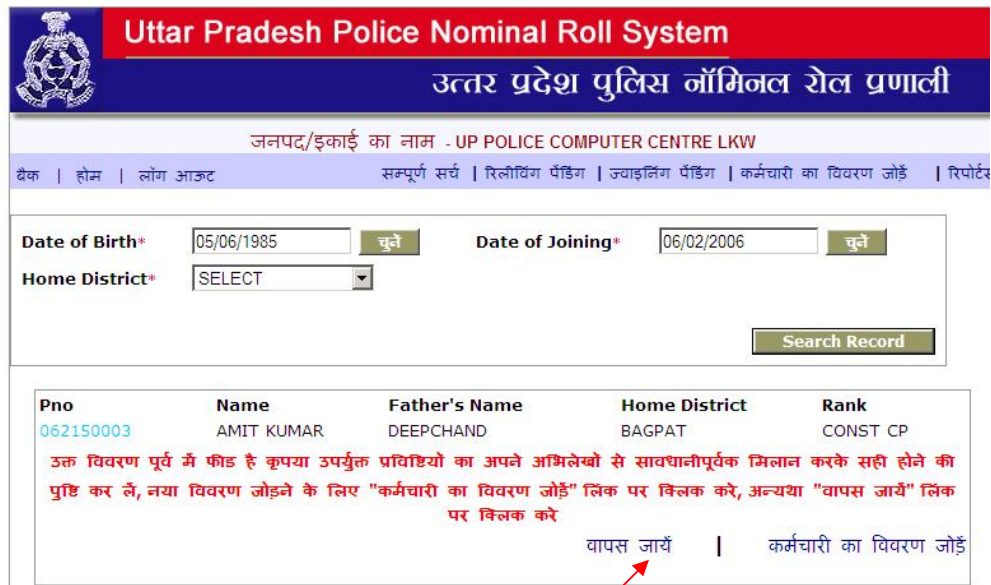 Uttar Pradesh Police Nominal Roll System
उत्तर प्रदेश पुलिस नॉमिनल रोल प्रणाली
जनपद/इकाई का नाम - UP POLICE COMPUTER CENTRE LKW
बैक | होम | लॉग आऊट सम्पूर्ण सर्च | रिलीविंग पेंडिंग | ज्वाइलिंग पेंडिंग | कर्मचारी का विवरण जोड़ें | रिपोर्टस
Date of Birth* 05/06/1985 चुनें Date of Joining* 06/02/2006 चुनें
Home District* SELECT
Search Record
Pno Name Father's Name Home District Rank
062150003 AMIT KUMAR DEEPCHAND BAGPAT CONST CP
उक्त विवरण पूर्व में फीड है कृपया उपर्युक्त प्रविष्टियों का अपने अभिलेखों से सावधानीपूर्वक मिलान करके सही होने की
पुष्टि कर लें, नया विवरण जोड़ने के लिए "कर्मचारी का विवरण जोड़ें" लिंक पर क्लिक करे, अन्यथा "वापस जायें" लिंक
पर क्लिक करे
वापस जायें | कर्मचारी का विवरण जोड़ें